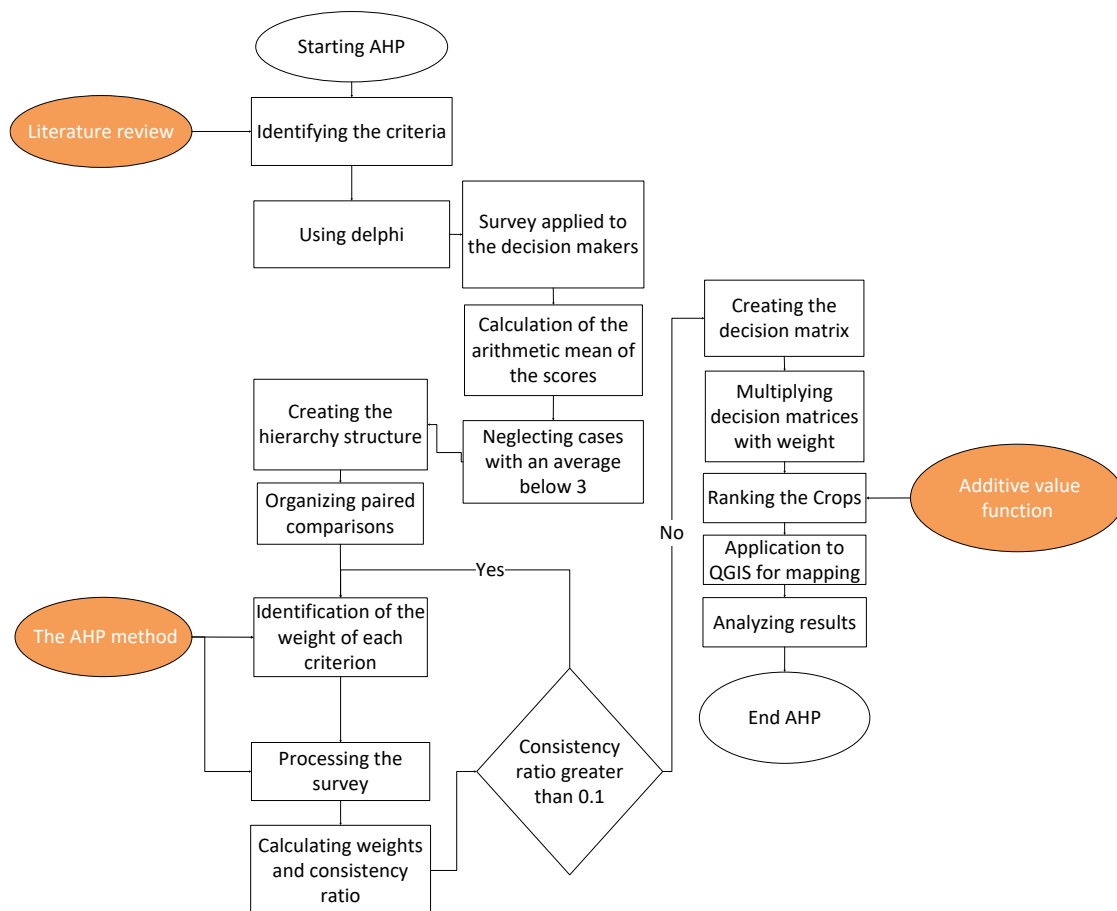 Starting AHP
Literature review
Identifying the criteria
Using delphi
Survey applied to
the decision makers
Calculation of the
arithmetic mean of
the scores
Neglecting cases
with an average
below 3
Creating the
hierarchy structure
Organizing paired
comparisons
Yes
Identification of the
weight of each
criterion
The AHP method
Processing the
survey
Calculating weights
and consistency
ratio
Consistency
ratio greater
than 0.1
No
Creating the
decision matrix
Multiplying
decision matrices
with weight
Ranking the Crops
Additive value
function
Application to
QGIS for mapping
Analyzing results
End AHP